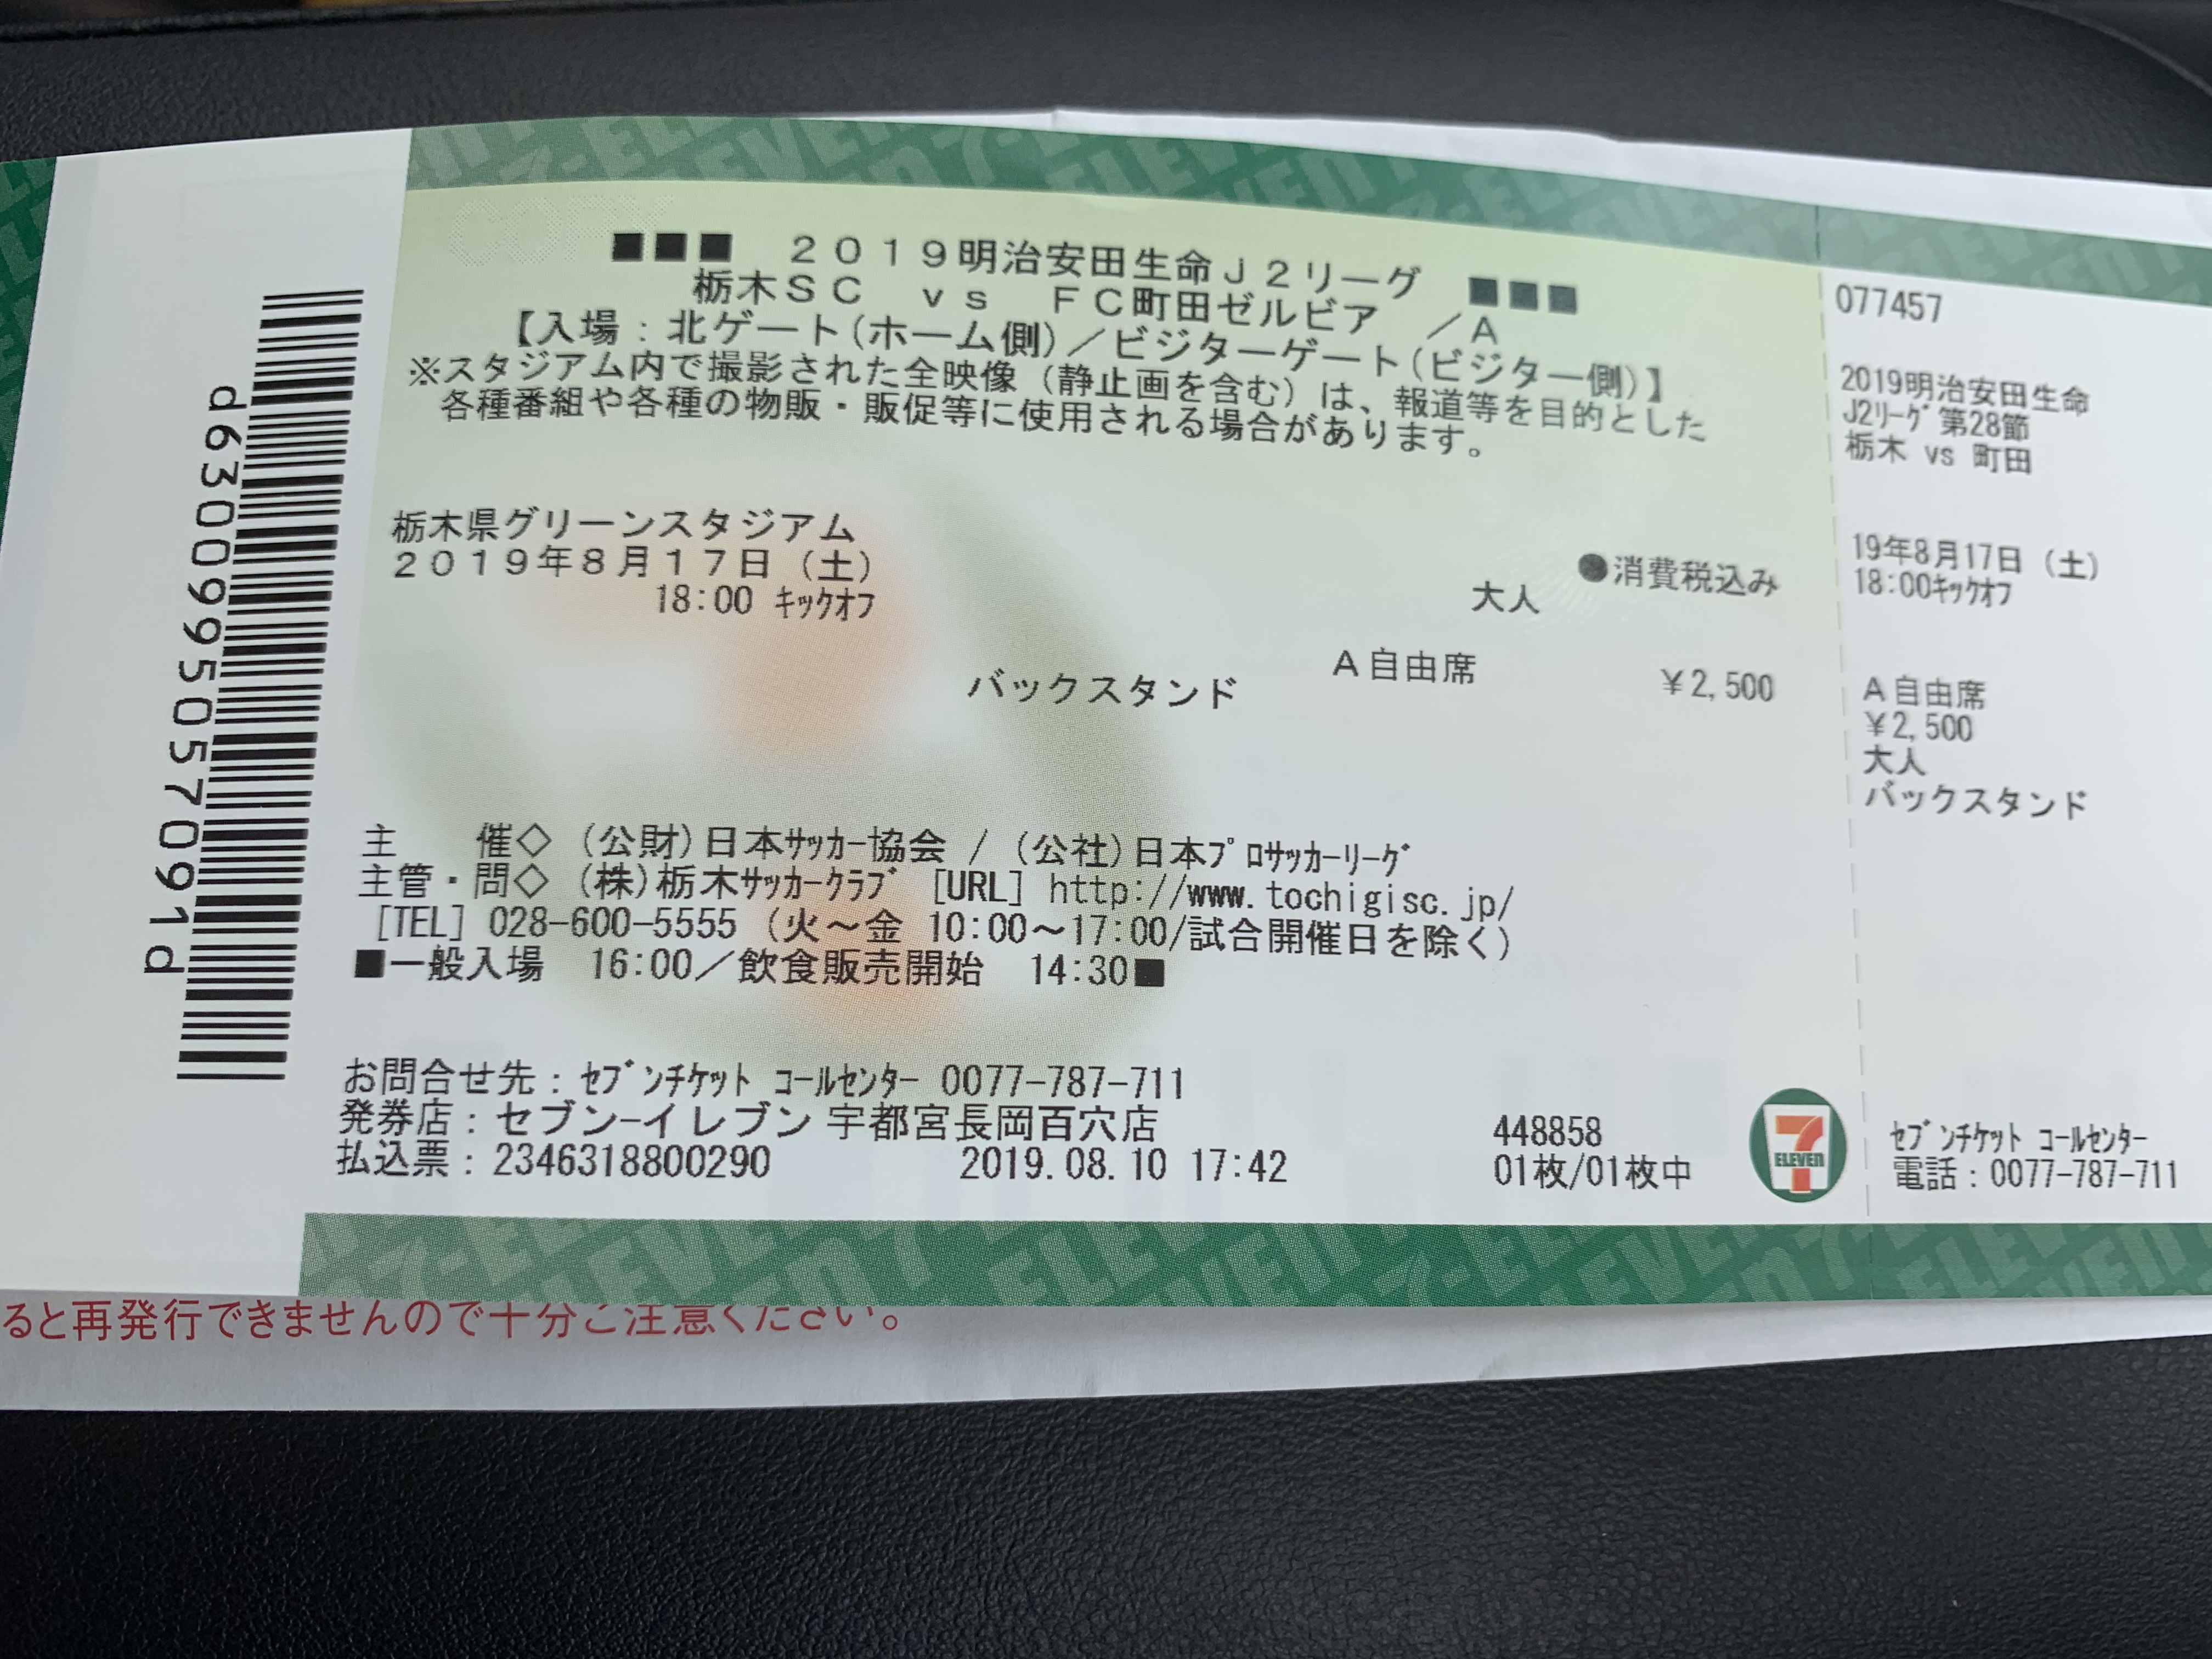 ■■■ ２０１９明治安田生命Ｊ２リーグ ■■■
栃木ＳＣ ｖｓ ＦＣ町田ゼルビア ／Ａ
【入場：北ゲート(ホーム側)／ビジターゲート(ビジター側)】
※スタジアム内で撮影された全映像（静止画を含む）は、報道等を目的とした
各種番組や各種の物販・販促等に使用される場合があります。
栃木県グリーンスタジアム
２０１９年８月１７日（土）
18:00 ｷｯｸｵﾌ
●消費税込み
大人
バックスタンド Ａ自由席 ￥2,500
主 催◇（公財）日本ｻｯｶｰ協会 / （公社）日本ﾌﾟﾛｻｯｶｰﾘｰｸﾞ
主管・問◇（株）栃木ｻｯｶｰｸﾗﾌﾞ [URL] http://www.tochigisc.jp/
[TEL] 028-600-5555（火～金 10:00～17:00/試合開催日を除く）
■一般入場 16:00／飲食販売開始 14:30■
お問合せ先：ｾﾌﾞﾝﾁｹｯﾄ ｺｰﾙｾﾝﾀｰ 0077-787-711
発券店：セブン-イレブン 宇都宮長岡百穴店
払込票：2346318800290 2019.08.10 17:42
448858
01枚/01枚中
7
ELEVEN
d6300995057091d
077457
2019明治安田生命
J2ﾘｰｸﾞ第28節
栃木 vs 町田
19年8月17日（土）
18:00ｷｯｸｵﾌ
Ａ自由席
￥2,500
大人
バックスタンド
ｾﾌﾞﾝﾁｹｯﾄ ｺｰﾙｾﾝﾀｰ
電話：0077-787-711
ると再発行できませんので十分ご注意ください。